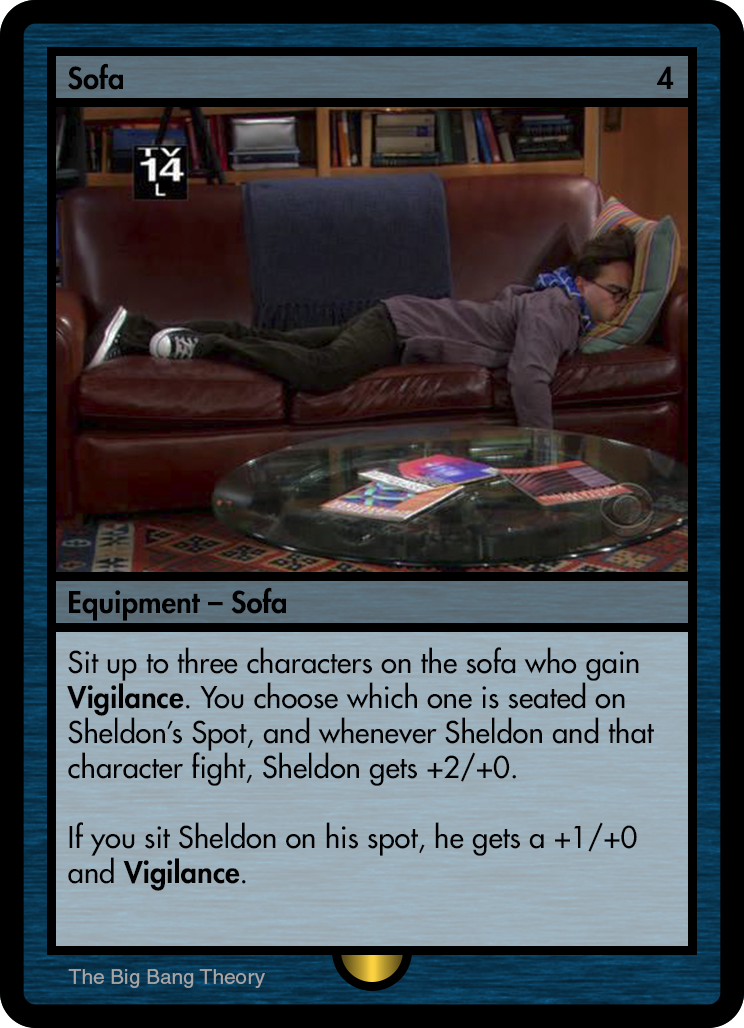 Sofa 4
TV
14
L
Equipment – Sofa
Sit up to three characters on the sofa who gain
Vigilance. You choose which one is seated on
Sheldon’s Spot, and whenever Sheldon and that
character fight, Sheldon gets +2/+0.
If you sit Sheldon on his spot, he gets a +1/+0
and Vigilance.
The Big Bang Theory